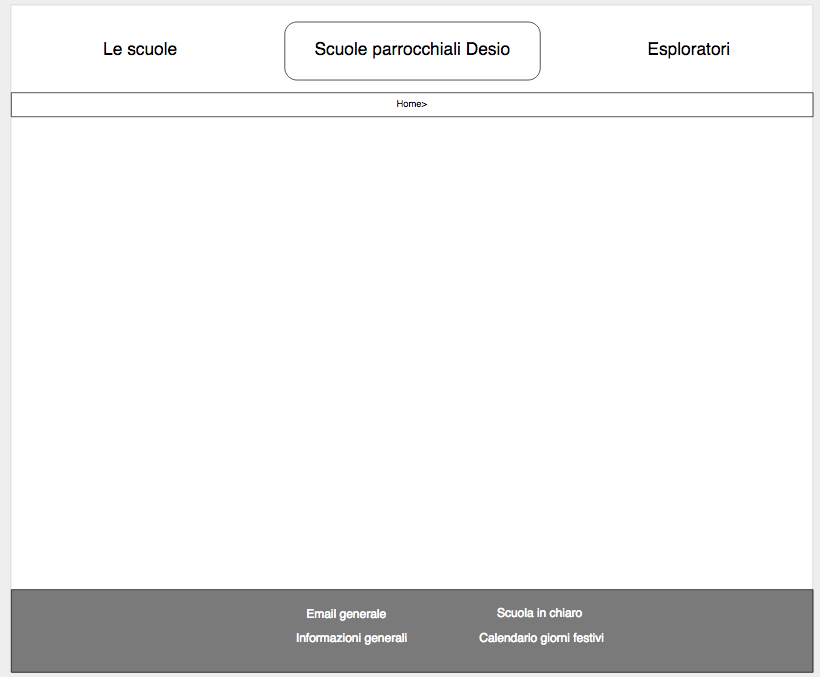 Le scuole
Scuole parrocchiali Desio
Esploratori
Home>
Email generale
Scuola in chiaro
Informazioni generali
Calendario giorni festivi